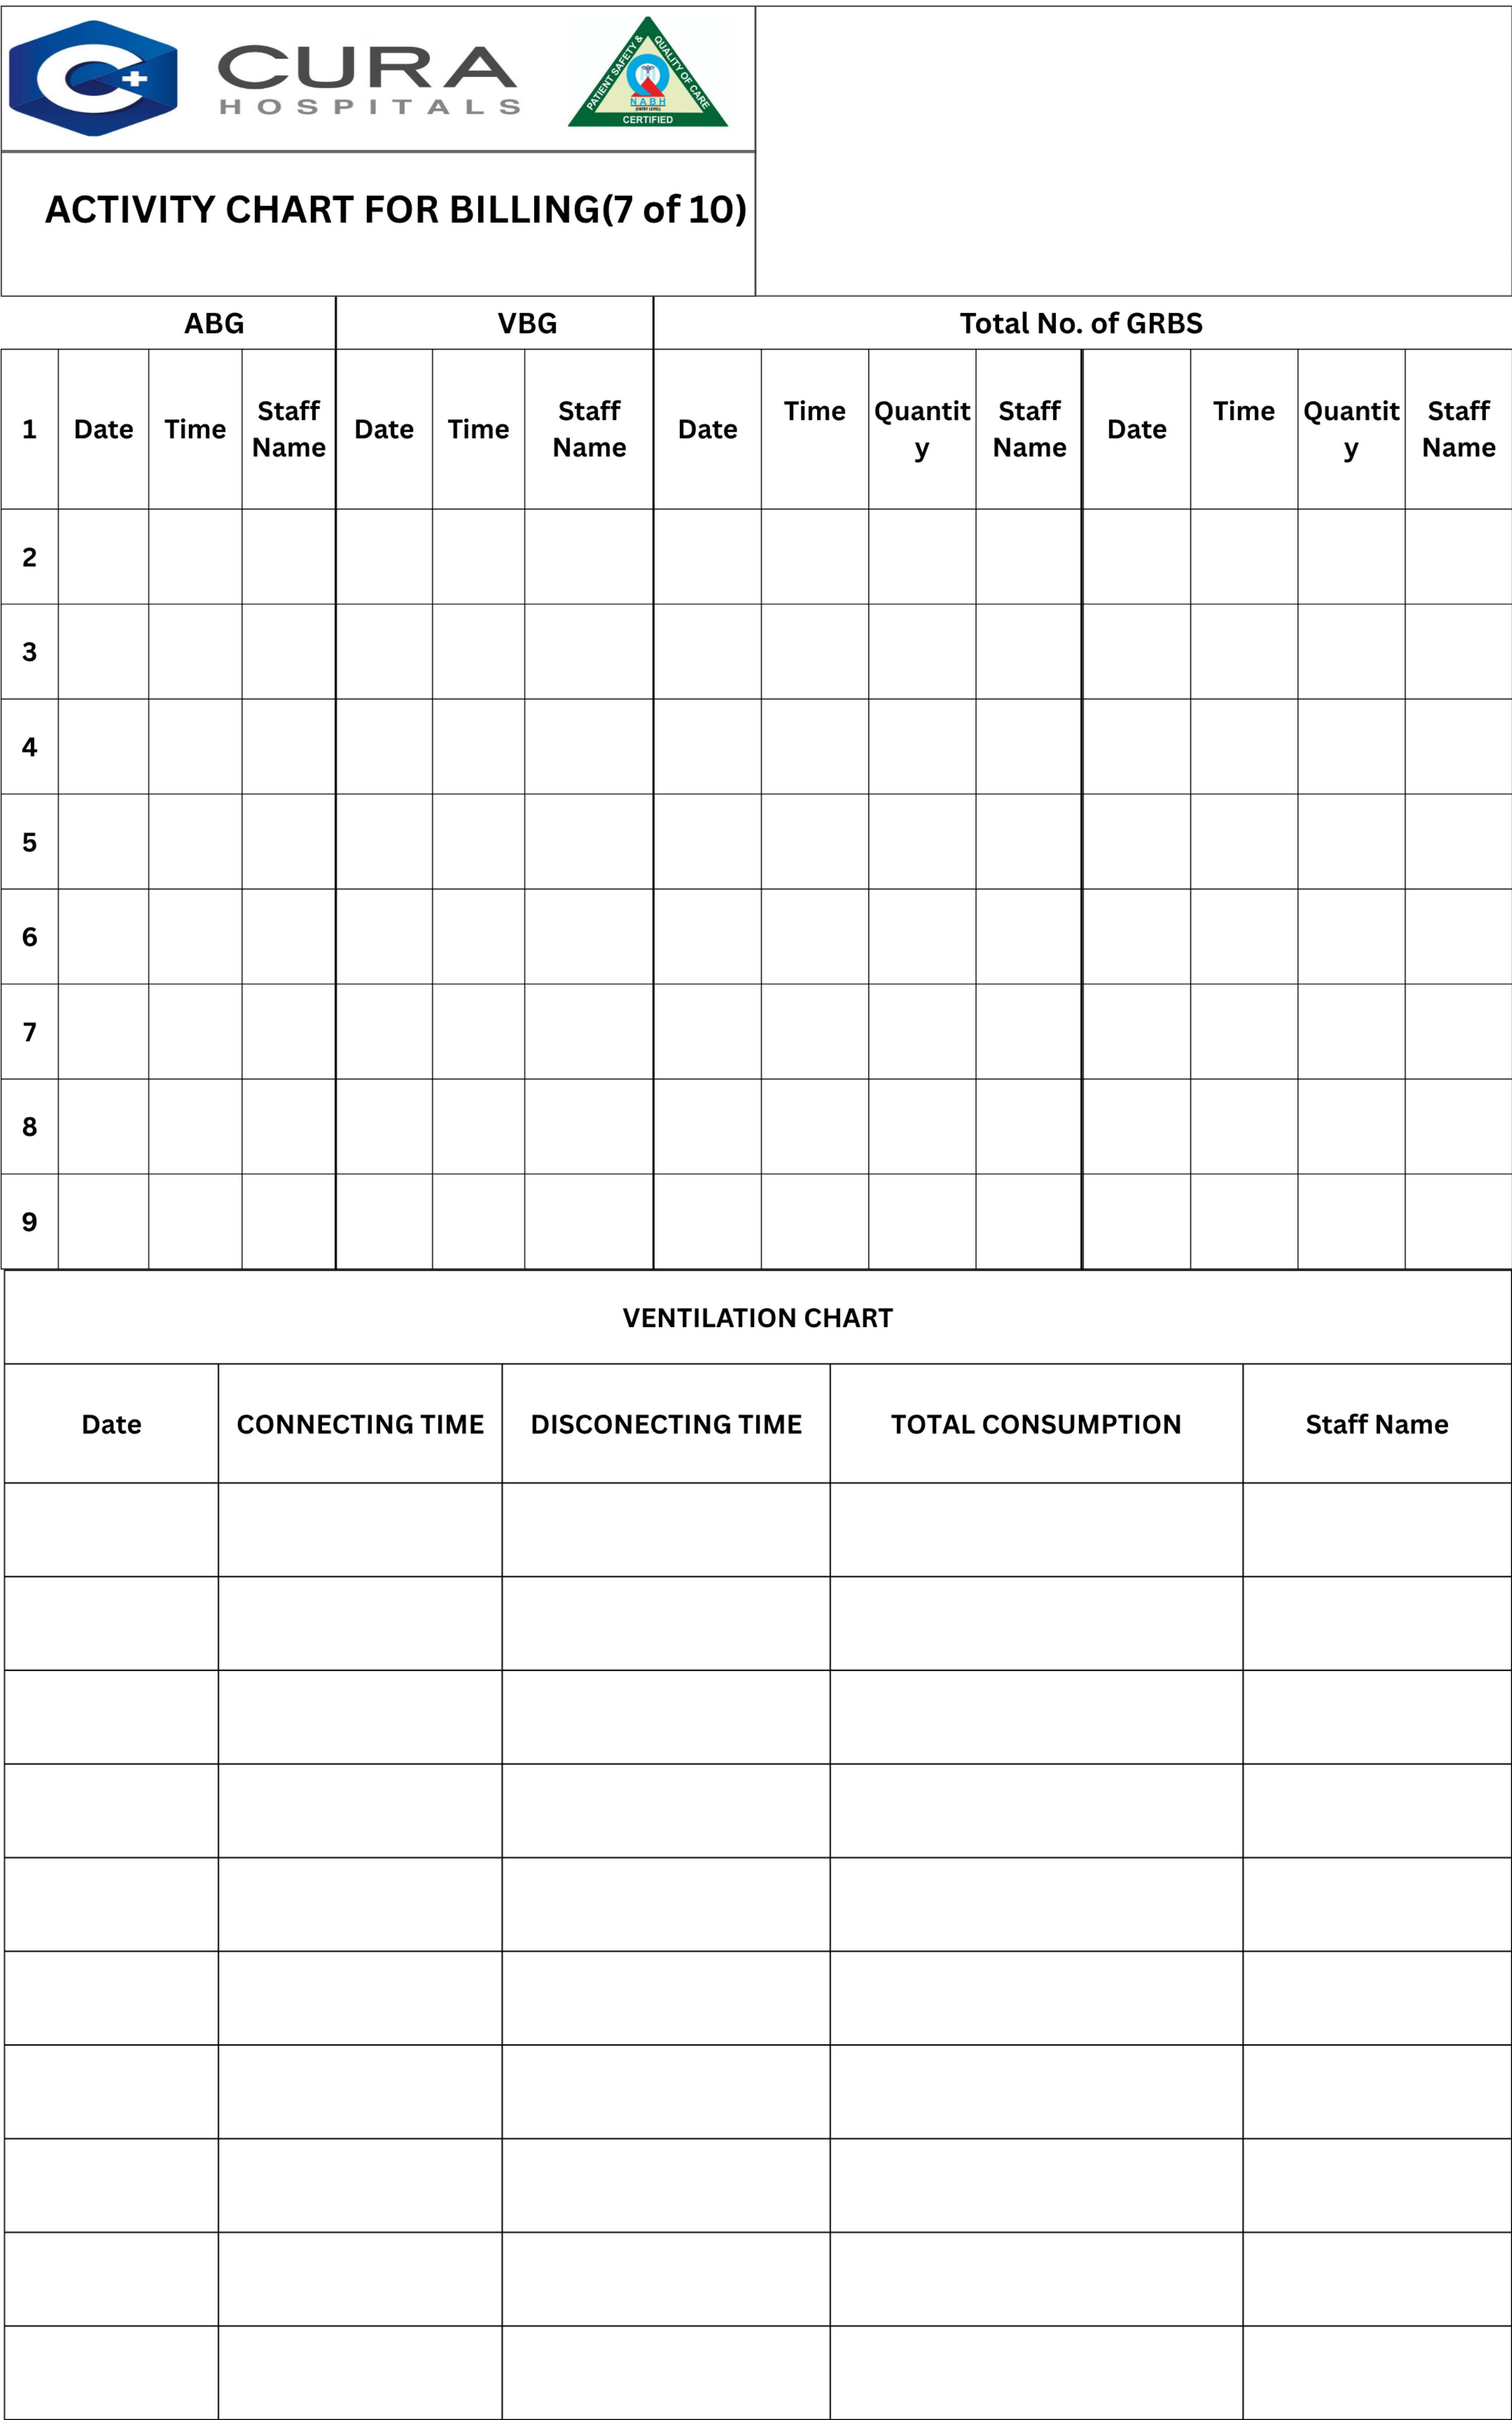 CURA
HOSPITALS
PATIENT SAFETY & QUALITY OF CARE
NABH
(ENTRY LEVEL)
CERTIFIED
ACTIVITY CHART FOR BILLING(7 of 10)
ABG VBG Total No. of GRBS
1 Date Time Staff Name Date Time Staff Name Date Time Quantity Staff Name Date Time Quantity Staff Name
2
3
4
5
6
7
8
9
VENTILATION CHART
Date CONNECTING TIME DISCONECTING TIME TOTAL CONSUMPTION Staff Name